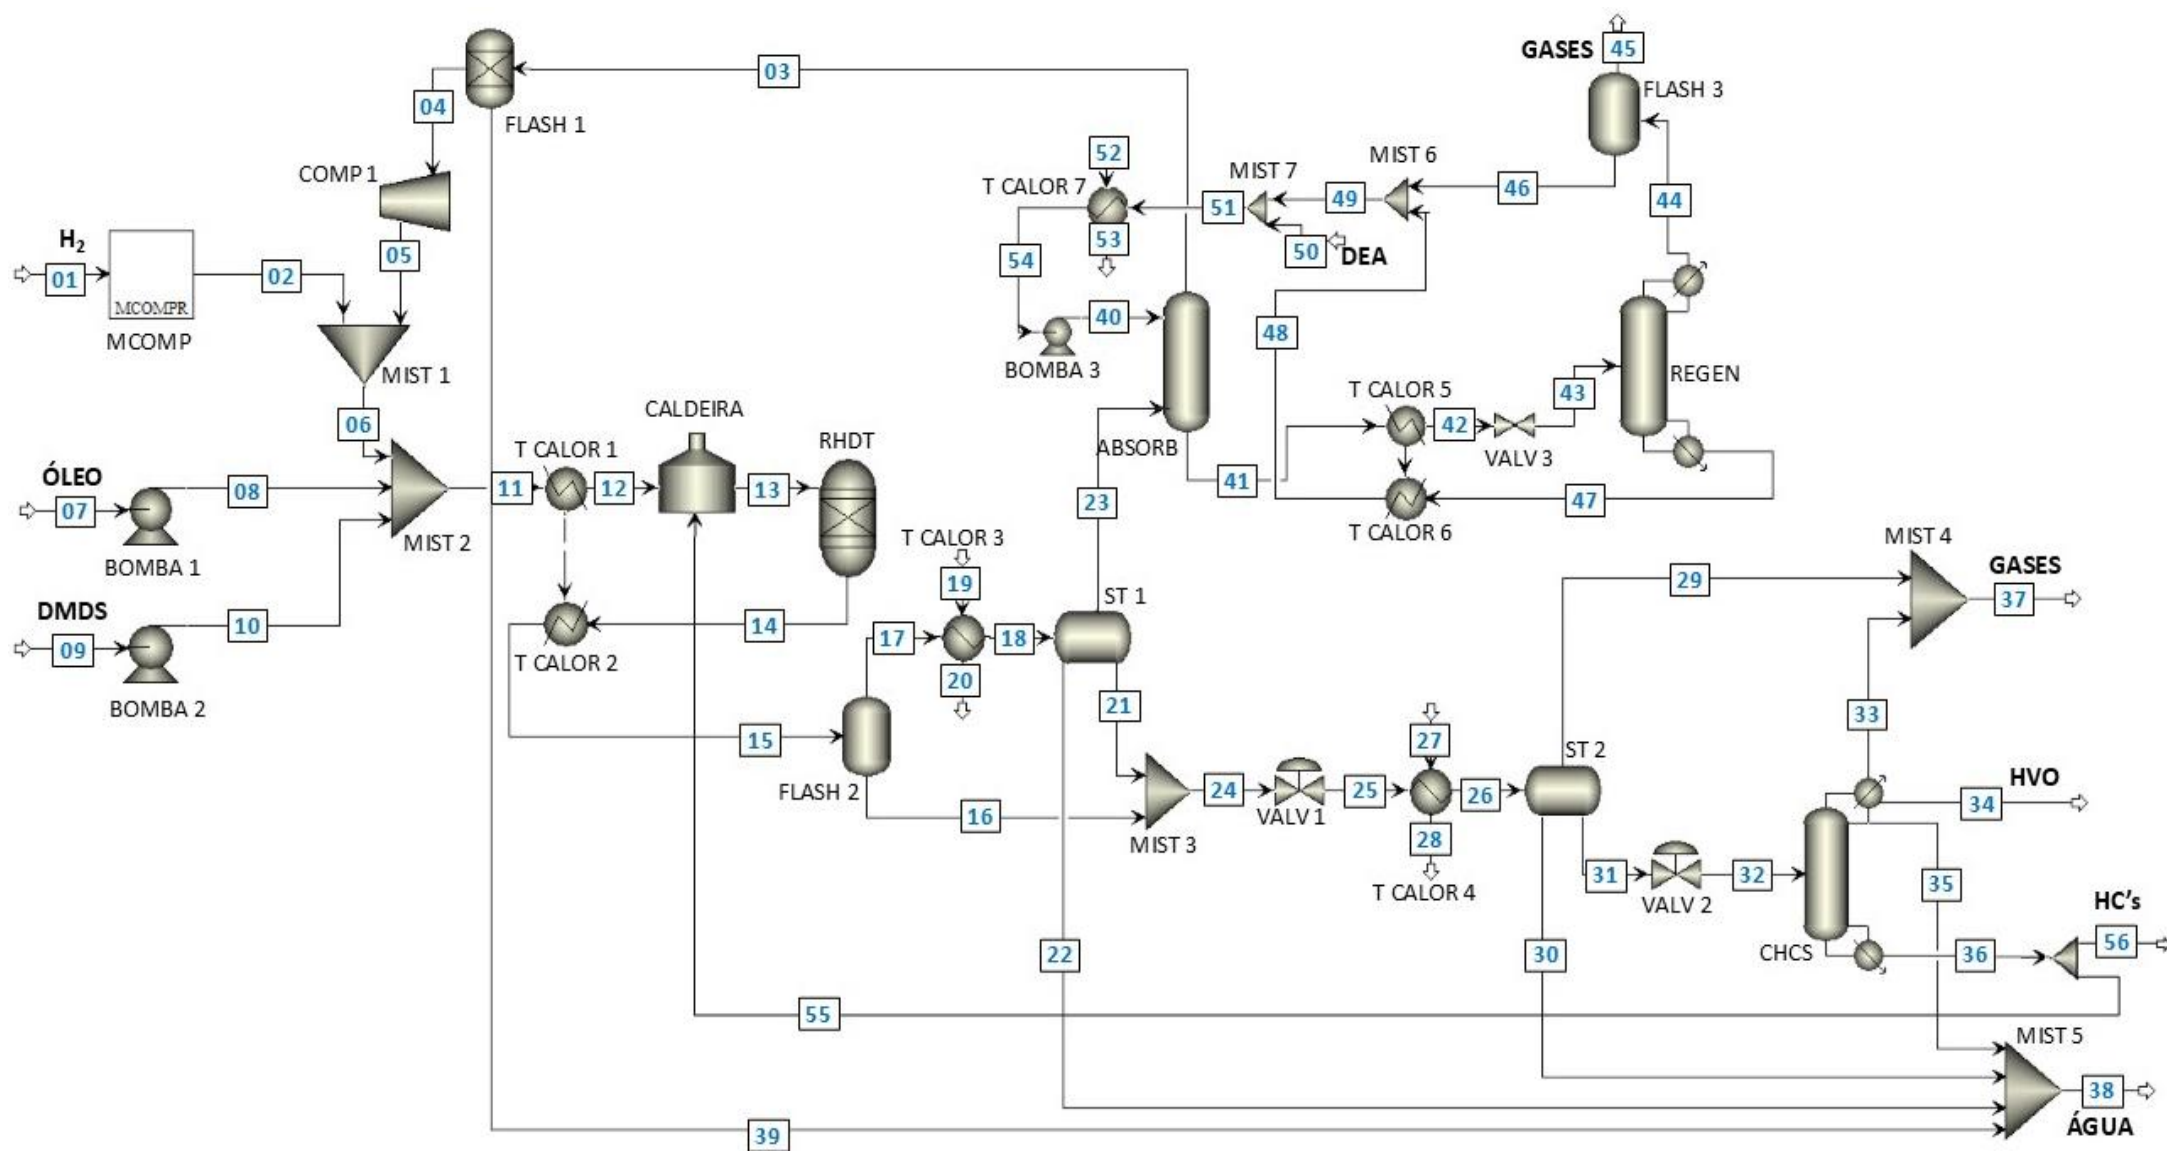 GASES
45
FLASH 3
03
04
FLASH 1
COMP 1
52
MIST 7
MIST 6
T CALOR 7
51
49
46
44
53
50
DEA
54
H₂
01
02
05
MCOMPR
MCOMP
MIST 1
40
BOMBA 3
48
REGEN
43
T CALOR 5
42
VALV 3
06
CALDEIRA
RHDT
ABSORB
41
47
T CALOR 6
T CALOR 1
11
12
13
ÓLEO
07
08
BOMBA 1
MIST 2
23
T CALOR 3
19
MIST 4
29
GASES
37
DMDS
09
10
BOMBA 2
14
T CALOR 2
17
18
20
ST 1
21
33
15
FLASH 2
16
MIST 3
24
VALV 1
25
27
26
28
T CALOR 4
ST 2
HVO
34
31
VALV 2
32
35
CHCS
36
HC's
56
22
30
55
MIST 5
38
ÁGUA
39